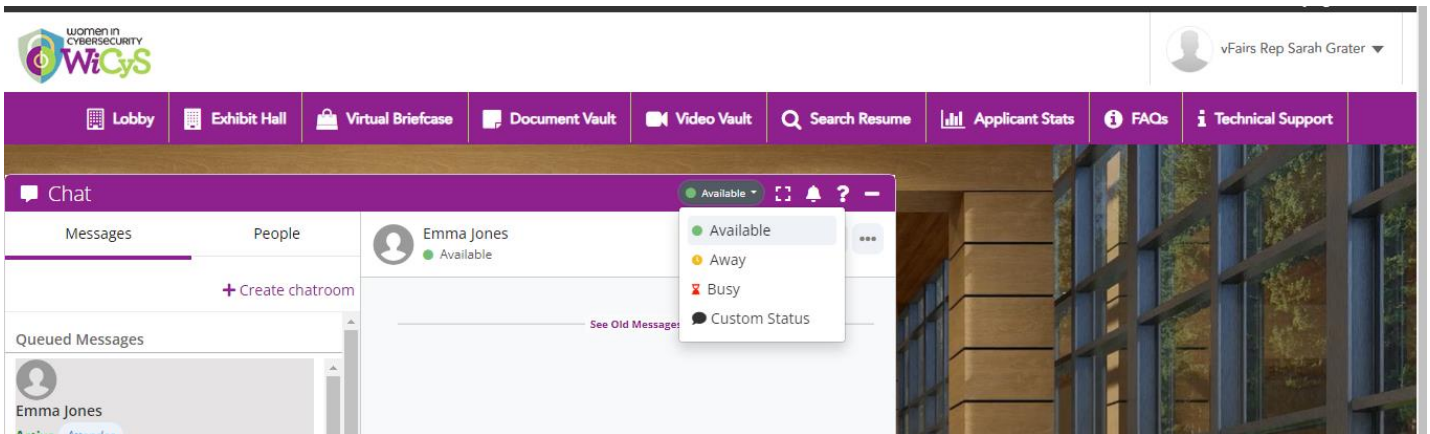 women in
CYBERSECURITY
WiCyS
vFairs Rep Sarah Grater
Lobby
Exhibit Hall
Virtual Briefcase
Document Vault
Video Vault
Search Resume
Applicant Stats
FAQs
Technical Support
Chat
Available
Messages
People
+ Create chatroom
Queued Messages
Emma Jones
Emma Jones
Available
See Old Messages
Available
Away
Busy
Custom Status